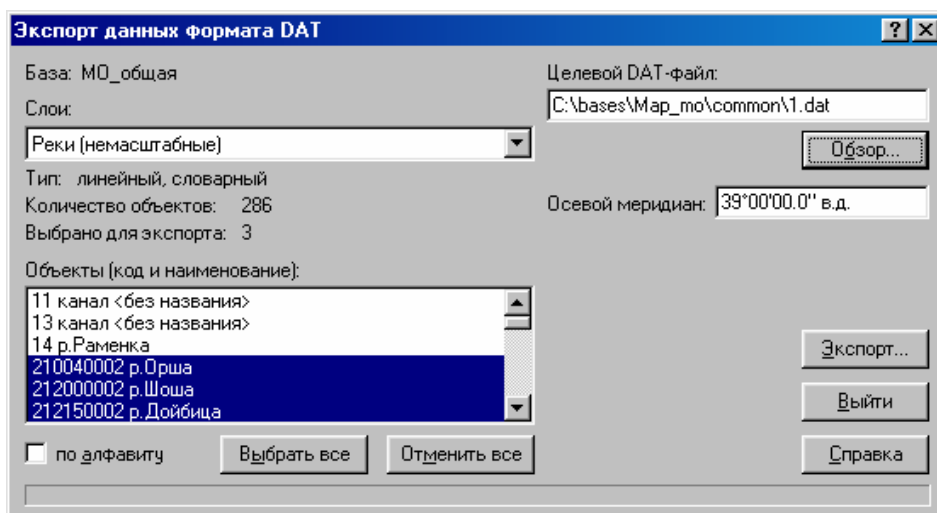 Экспорт данных формата DAT
База: МО_общая
Слои:
Реки (немасштабные)
Тип: линейный, словарный
Количество объектов: 286
Выбрано для экспорта: 3
Объекты (код и наименование):
11 канал <без названия>
13 канал <без названия>
14 р.Раменка
210040002 р.Орша
212000002 р.Шоша
212150002 р.Дойбица
по алфавиту
Выбрать все
Отменить все
Целевой DAT-файл:
C:\bases\Map_mo\common\1.dat
Обзор...
Осевой меридиан: 39°00'00.0'' в.д.
Экспорт...
Выйти
Справка